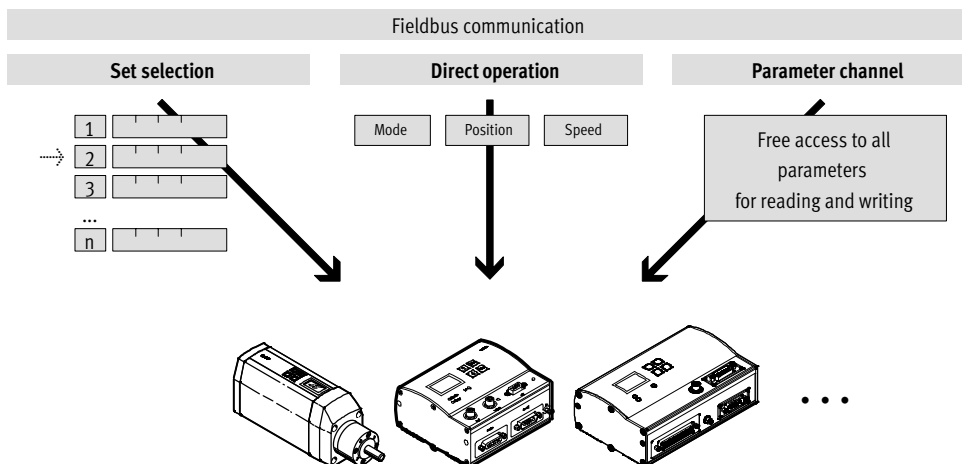 Fieldbus communication
Set selection
Direct operation
Parameter channel
1
2
3
...
n
Mode
Position
Speed
Free access to all
parameters
for reading and writing
...